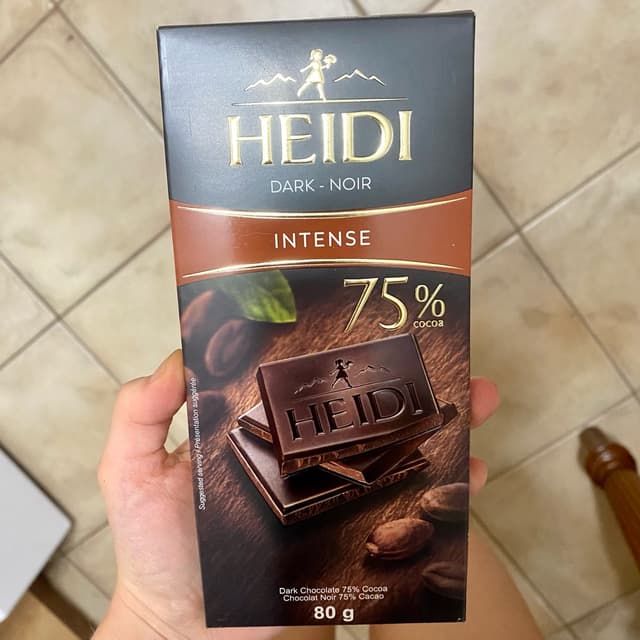 HEIDI
DARK - NOIR
INTENSE
75%
cocoa
HEIDI
Suggested serving / Présentation suggérée
Dark Chocolate 75% Cocoa
Chocolat Noir 75% Cacao
80 g